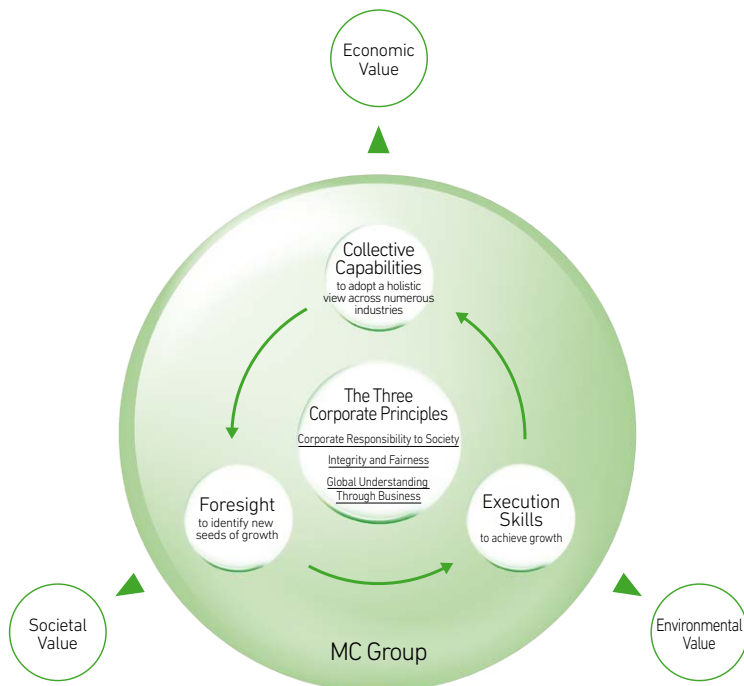 Economic
Value
Collective
Capabilities
to adopt a holistic
view across numerous
industries
The Three
Corporate Principles
Corporate Responsibility to Society
Integrity and Fairness
Global Understanding
Through Business
Foresight
to identify new
seeds of growth
Execution
Skills
to achieve growth
Societal
Value
Environmental
Value
MC Group